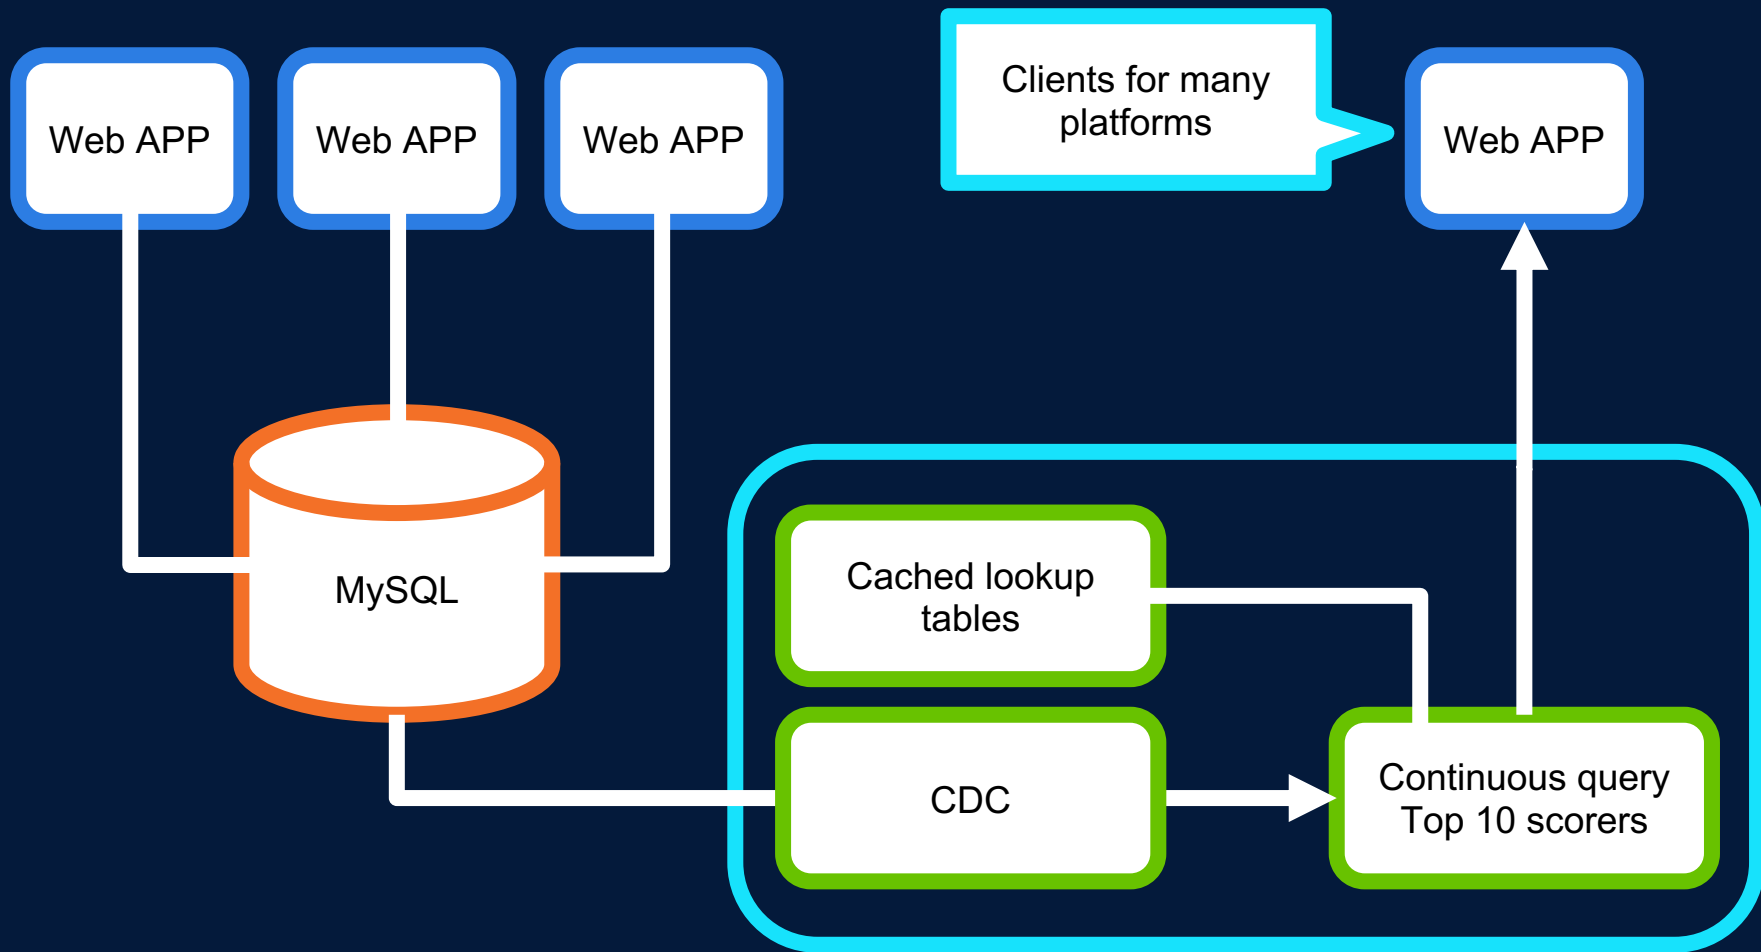 Web APP
Web APP
Web APP
Clients for many
platforms
Web APP
MySQL
Cached lookup
tables
CDC
Continuous query
Top 10 scorers